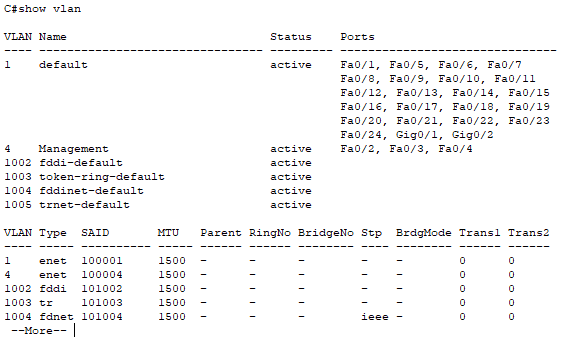 C#show vlan
VLAN Name                             Status    Ports
---- -------------------------------- --------- -------------------------------
1    default                          active    Fa0/1, Fa0/5, Fa0/6, Fa0/7
                                                Fa0/8, Fa0/9, Fa0/10, Fa0/11
                                                Fa0/12, Fa0/13, Fa0/14, Fa0/15
                                                Fa0/16, Fa0/17, Fa0/18, Fa0/19
                                                Fa0/20, Fa0/21, Fa0/22, Fa0/23
                                                Fa0/24, Gig0/1, Gig0/2
4    Management                       active    Fa0/2, Fa0/3, Fa0/4
1002 fddi-default                     active
1003 token-ring-default               active
1004 fddinet-default                  active
1005 trnet-default                    active
VLAN Type  SAID       MTU   Parent RingNo BridgeNo Stp  BrdgMode Trans1 Trans2
---- ----- ---------- ----- ------ ------ -------- ---- -------- ------ ------
1    enet  100001     1500  -      -      -        -    -        0      0
4    enet  100004     1500  -      -      -        -    -        0      0
1002 fddi  101002     1500  -      -      -        -    -        0      0
1003 tr    101003     1500  -      -      -        -    -        0      0
1004 fdnet 101004     1500  -      -      -        ieee -        0      0
 --More--